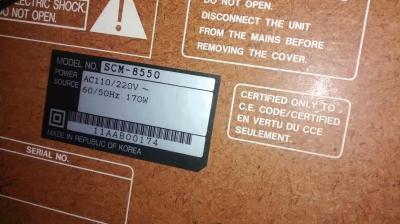 ELECTRIC SHOCK
DO NOT OPEN.
DO NOT OPEN.
DISCONNECT THE UNIT
FROM THE MAINS BEFORE
REMOVING THE COVER.
MODEL NO. SCM-8550
POWER SOURCE
AC110/220V ~
60/50Hz 170W
11AAB00174
MADE IN REPUBLIC OF KOREA
SERIAL NO.
CERTIFIED ONLY TO
C.E. CODE/CERTIFIED
EN VERTU DU CCE
SEULEMENT.